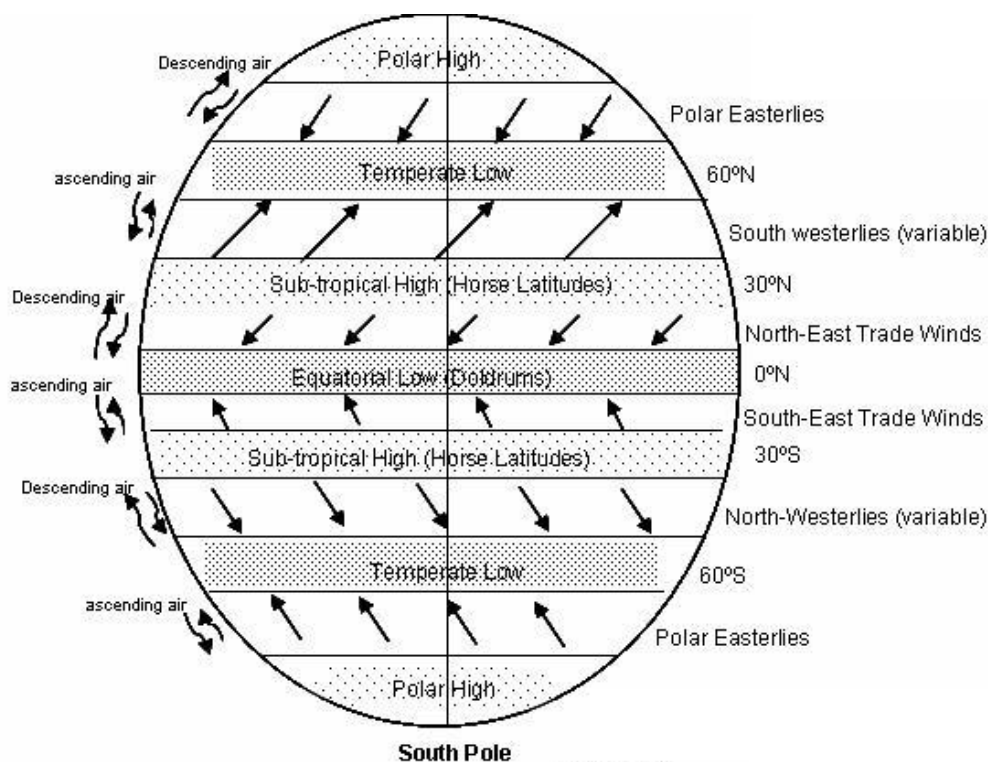 Polar High
Descending air
Polar Easterlies
Temperate Low
60ºN
ascending air
South westerlies (variable)
Sub-tropical High (Horse Latitudes)
30ºN
Descending air
North-East Trade Winds
Equatorial Low (Doldrums)
0ºN
ascending air
South-East Trade Winds
Sub-tropical High (Horse Latitudes)
30ºS
Descending air
North-Westerlies (variable)
Temperate Low
60ºS
ascending air
Polar Easterlies
Polar High
South Pole